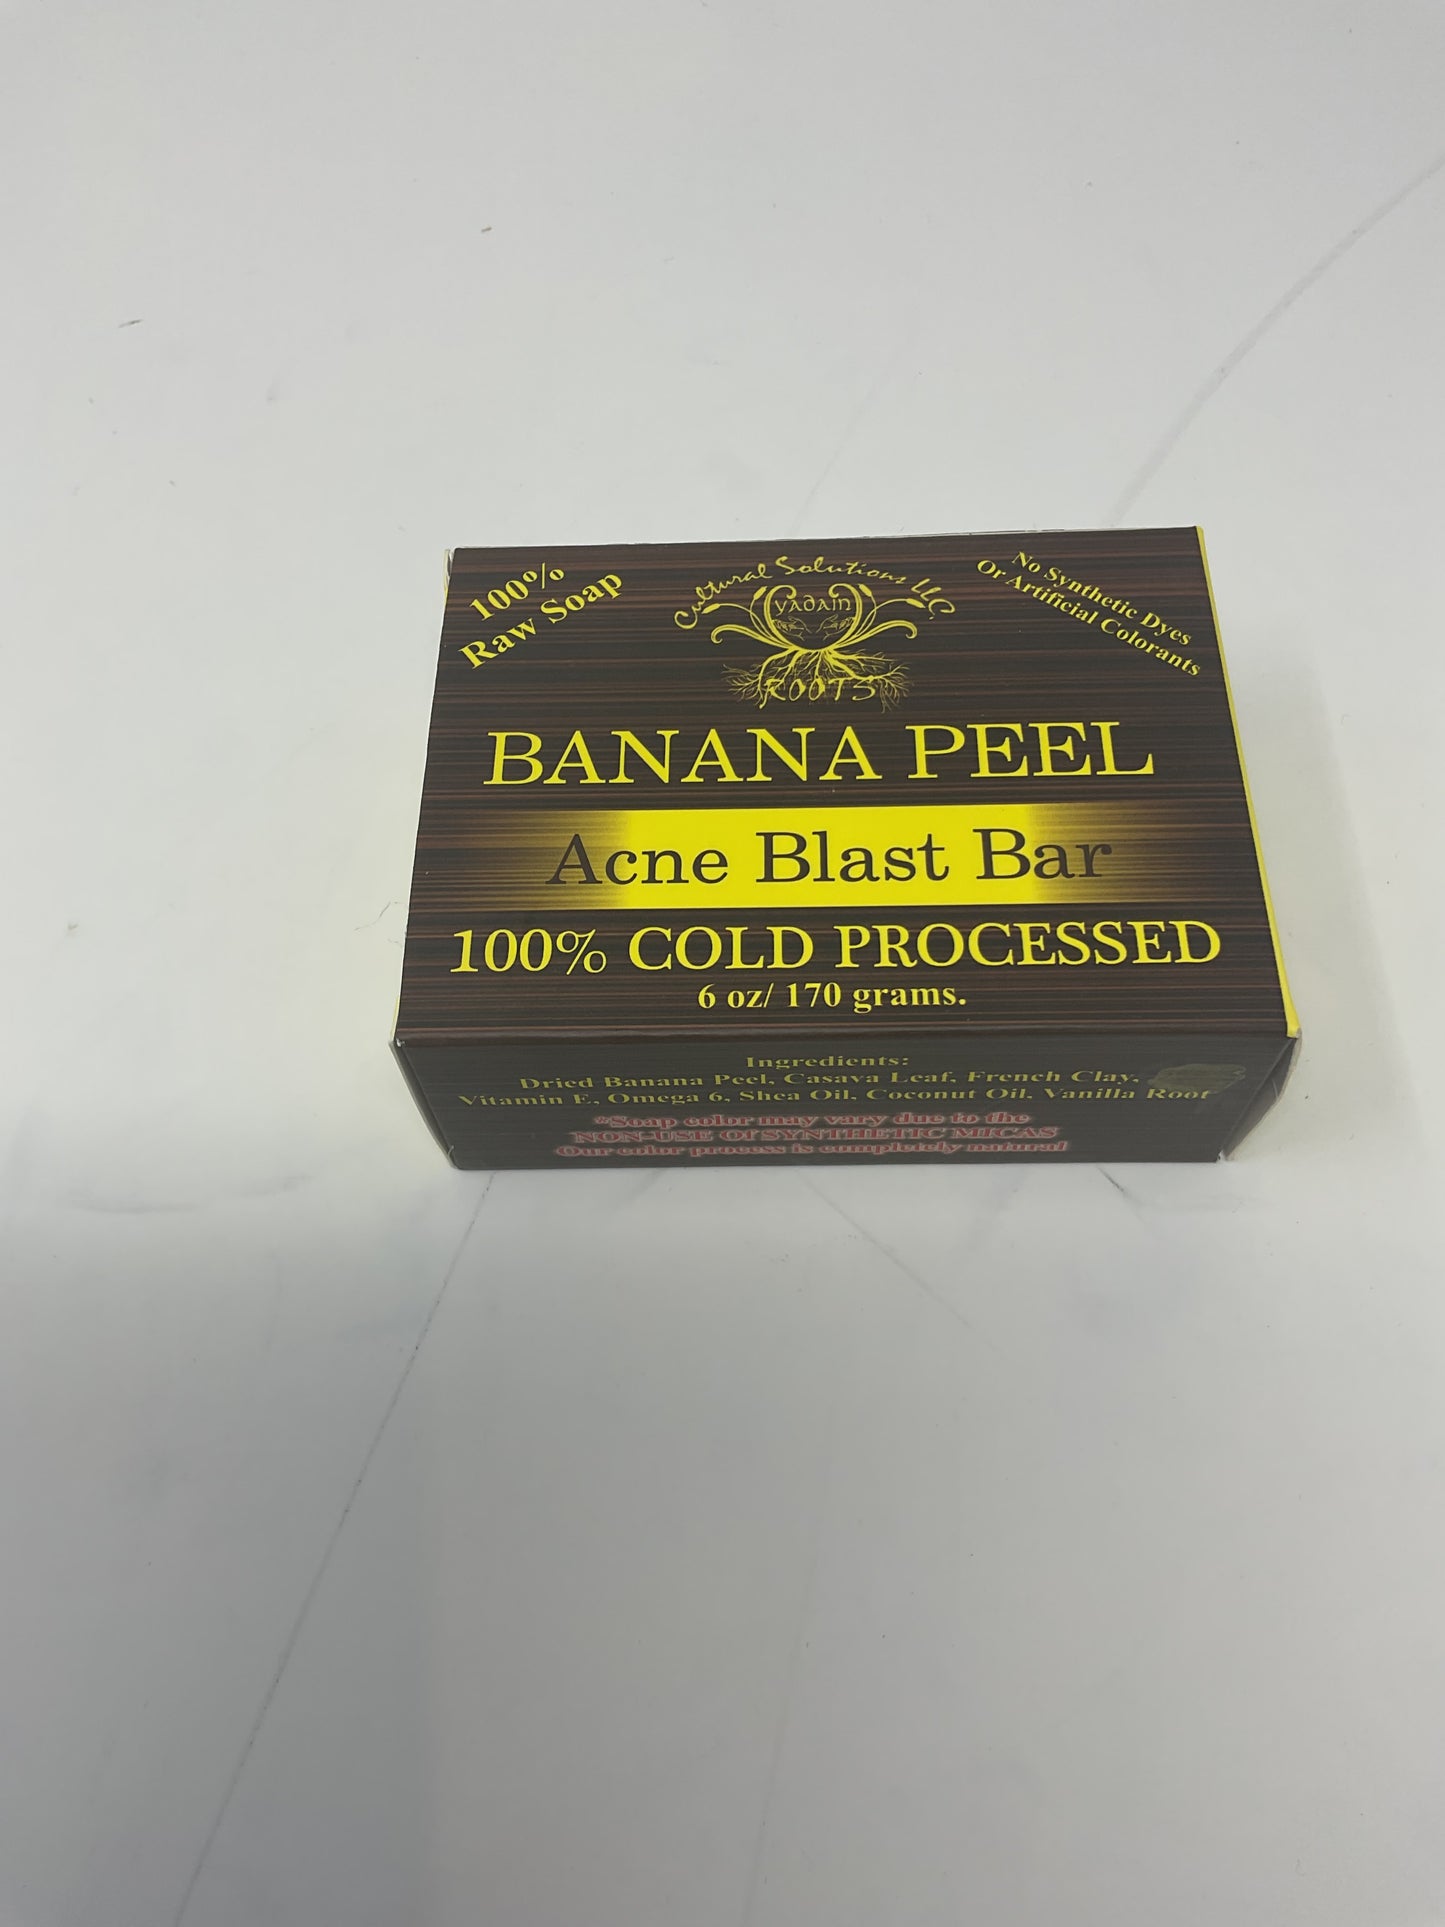 100%
Raw Soap
Cultural Solutions LLC.
Yadain
ROOTS
No Synthetic Dyes
Or Artificial Colorants
BANANA PEEL
Acne Blast Bar
100% COLD PROCESSED
6 oz/ 170 grams.
Ingredients:
Dried Banana Peel, Casava Leaf, French Clay,
Vitamin E, Omega 6, Shea Oil, Coconut Oil, Vanilla Root
*Soap color may vary due to the
NON-USE Of SYNTHETIC MICAS
Our color process is completely natural